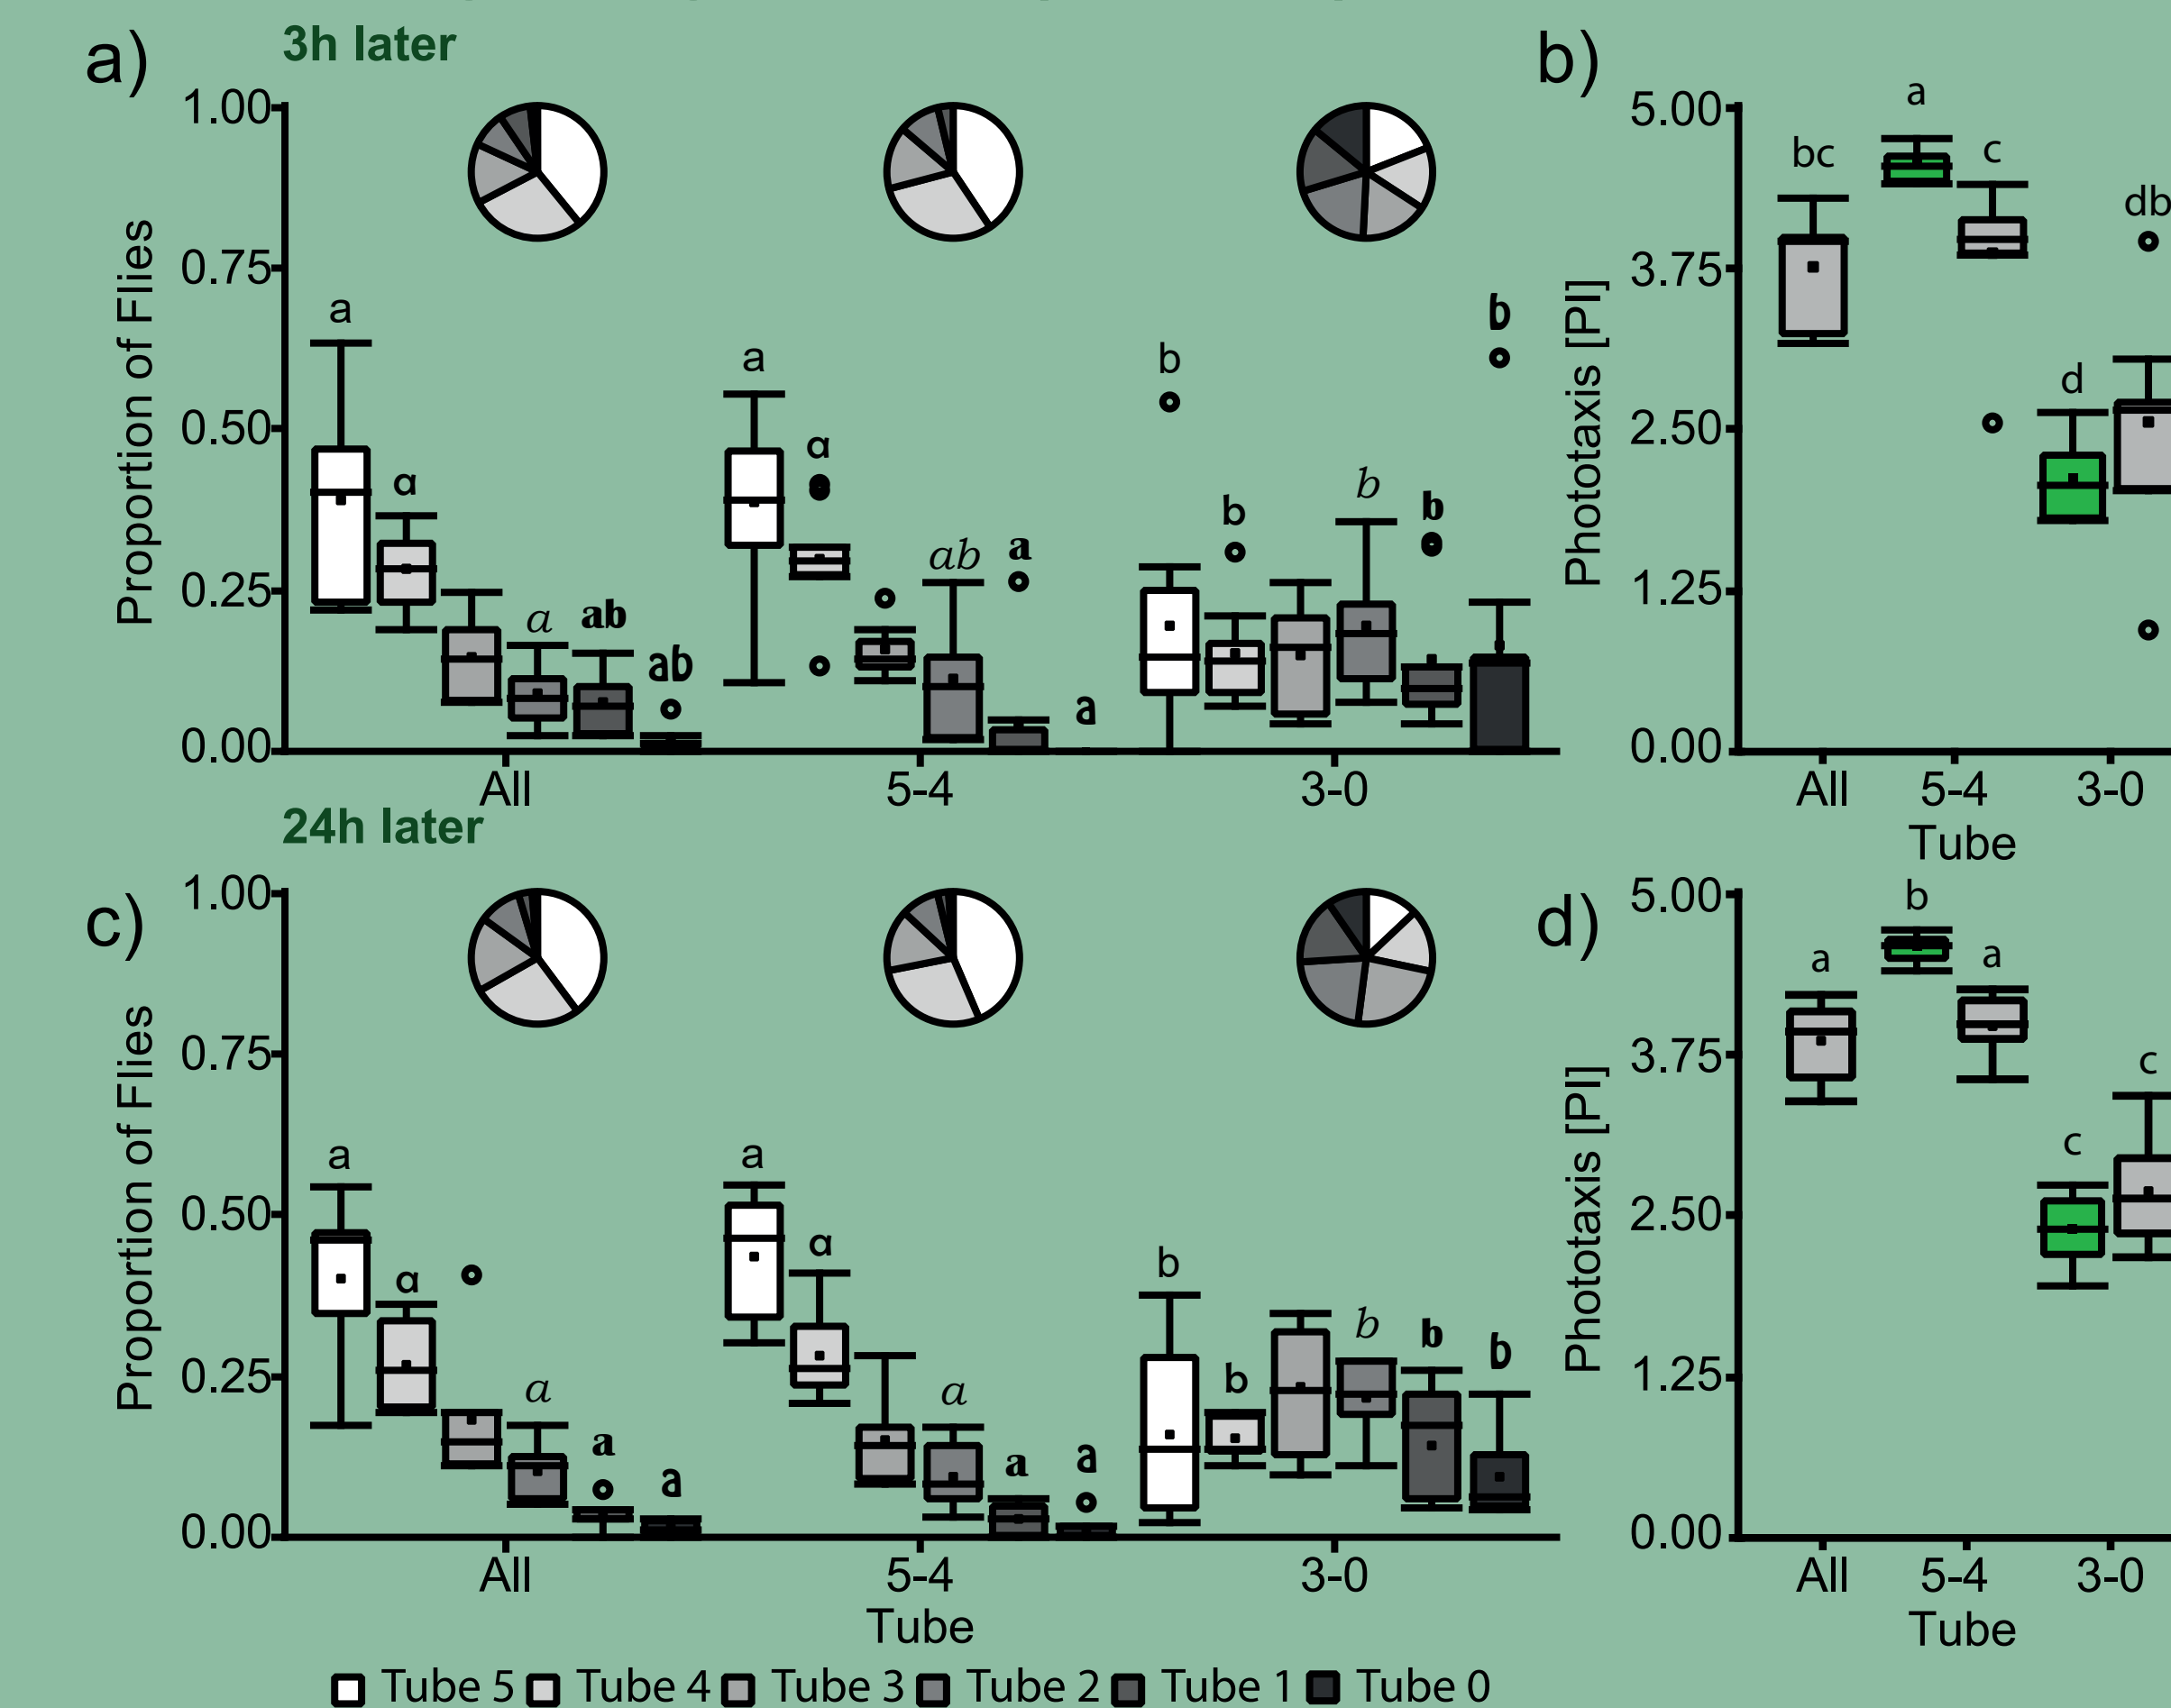 a)
3h later
1.00
0.75
0.50
0.25
0.00
Proportion of Flies
a
ɑ
a
ab
ab
a
ɑ
ab
a
a
b
b
b
b
b
All
5-4
3-0
b)
5.00
3.75
2.50
1.25
0.00
Phototaxis [PI]
bc
a
c
d
db
All
5-4
3-0
Tube
24h later
c)
1.00
0.75
0.50
0.25
0.00
Proportion of Flies
a
ɑ
a
a
a
a
ɑ
a
a
a
b
b
b
b
b
All
5-4
3-0
Tube
d)
5.00
3.75
2.50
1.25
0.00
Phototaxis [PI]
a
b
a
c
c
All
5-4
3-0
Tube
Tube 5 Tube 4 Tube 3 Tube 2 Tube 1 Tube 0